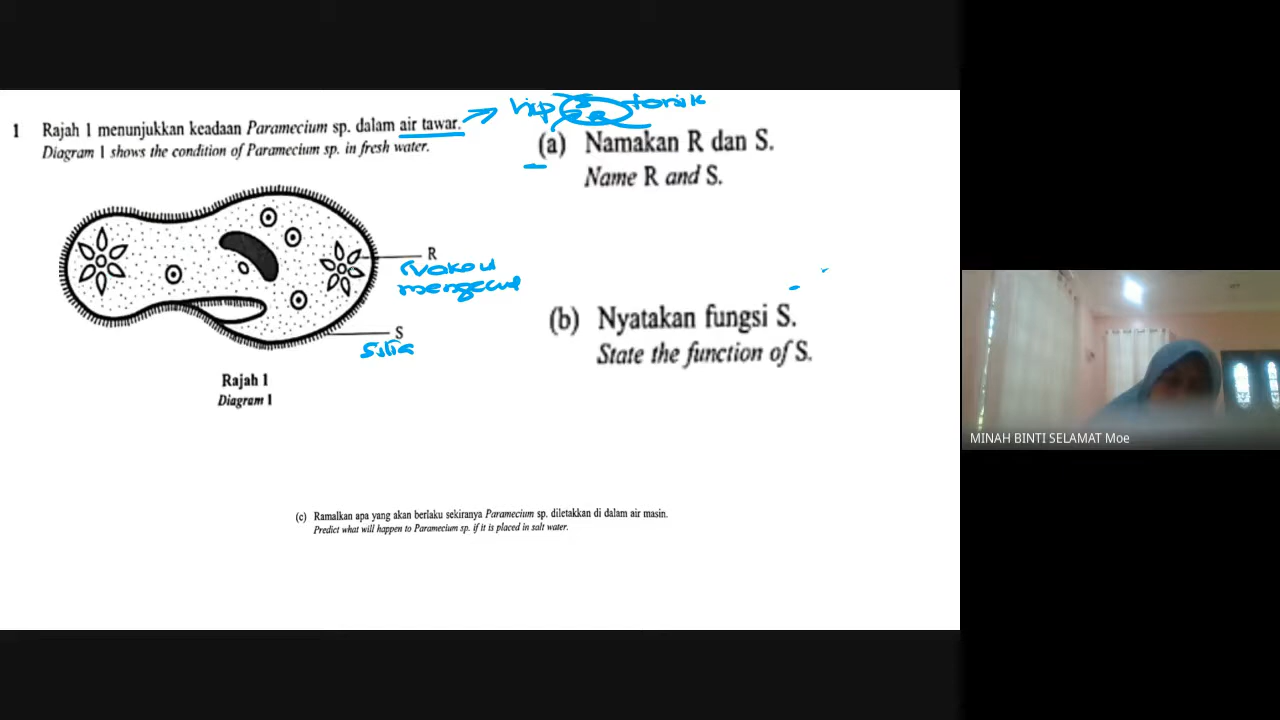 1 Rajah 1 menunjukkan keadaan Paramecium sp. dalam air tawar.
Diagram 1 shows the condition of Paramecium sp. in fresh water.
tonik
(a) Namakan R dan S.
Name R and S.
R
mengecut
S
Silia
Rajah 1
Diagram 1
(b) Nyatakan fungsi S.
State the function of S.
(c) Ramalkan apa yang akan berlaku sekiranya Paramecium sp. diletakkan di dalam air masin.
Predict what will happen to Paramecium sp. if it is placed in salt water.
MINAH BINTI SELAMAT Moe